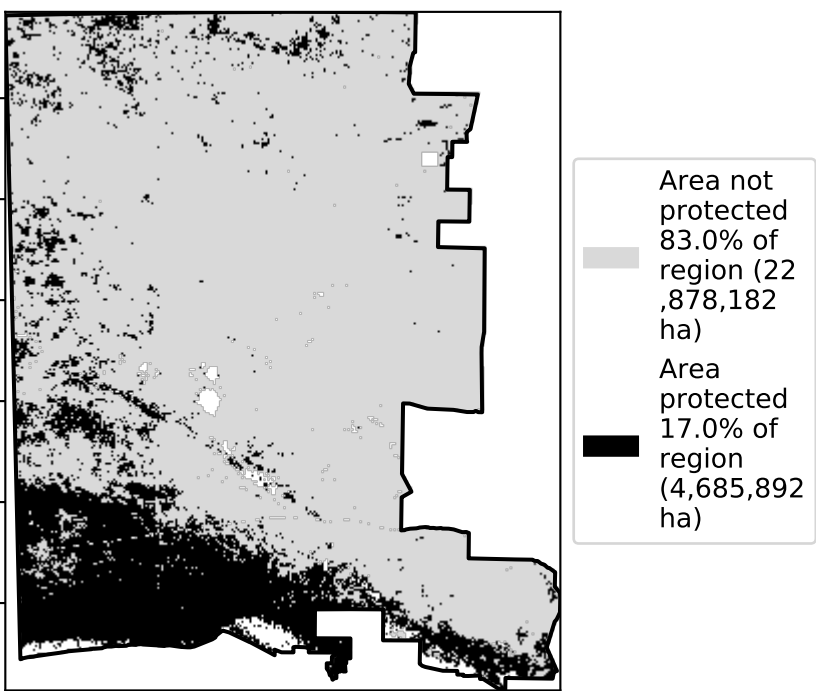 Area not
protected
83.0% of
region (22
,878,182
ha)
Area
protected
17.0% of
region
(4,685,892
ha)